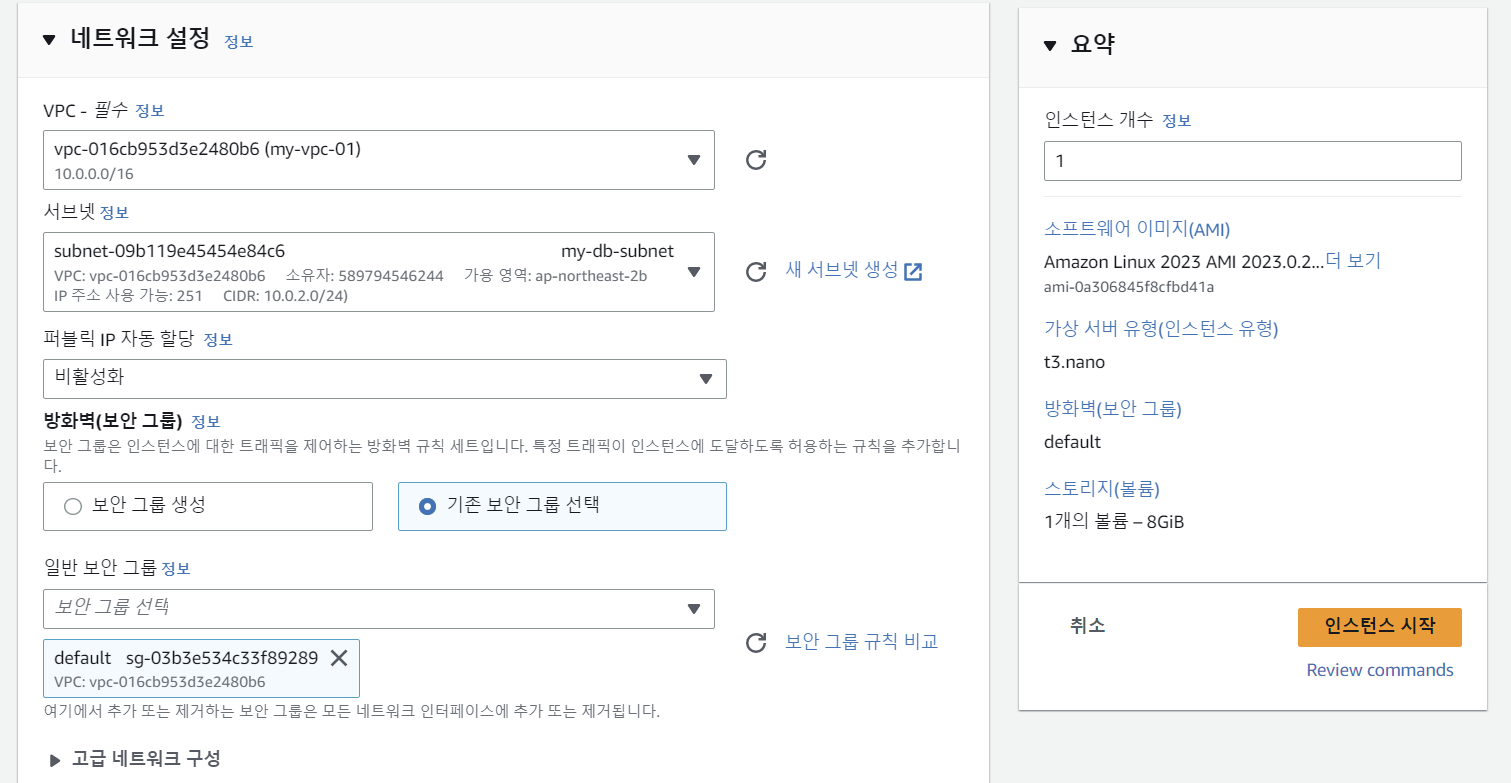 네트워크 설정 정보
VPC - 필수 정보
vpc-016cb953d3e2480b6 (my-vpc-01)
10.0.0.0/16
서브넷 정보
subnet-09b119e45454e84c6 my-db-subnet
VPC: vpc-016cb953d3e2480b6 소유자: 589794546244 가용 영역: ap-northeast-2b
IP 주소 사용 가능: 251 CIDR: 10.0.2.0/24)
새 서브넷 생성
퍼블릭 IP 자동 할당 정보
비활성화
방화벽(보안 그룹) 정보
보안 그룹은 인스턴스에 대한 트래픽을 제어하는 방화벽 규칙 세트입니다. 특정 트래픽이 인스턴스에 도달하도록 허용하는 규칙을 추가합니
다.
보안 그룹 생성
기존 보안 그룹 선택
일반 보안 그룹 정보
보안 그룹 선택
default sg-03b3e534c33f89289
VPC: vpc-016cb953d3e2480b6
보안 그룹 규칙 비교
여기에서 추가 또는 제거하는 보안 그룹은 모든 네트워크 인터페이스에 추가 또는 제거됩니다.
고급 네트워크 구성
요약
인스턴스 개수 정보
1
소프트웨어 이미지(AMI)
Amazon Linux 2023 AMI 2023.0.2...더 보기
ami-0a306845f8cfbd41a
가상 서버 유형(인스턴스 유형)
t3.nano
방화벽(보안 그룹)
default
스토리지(볼륨)
1개의 볼륨 – 8GiB
취소
인스턴스 시작
Review commands